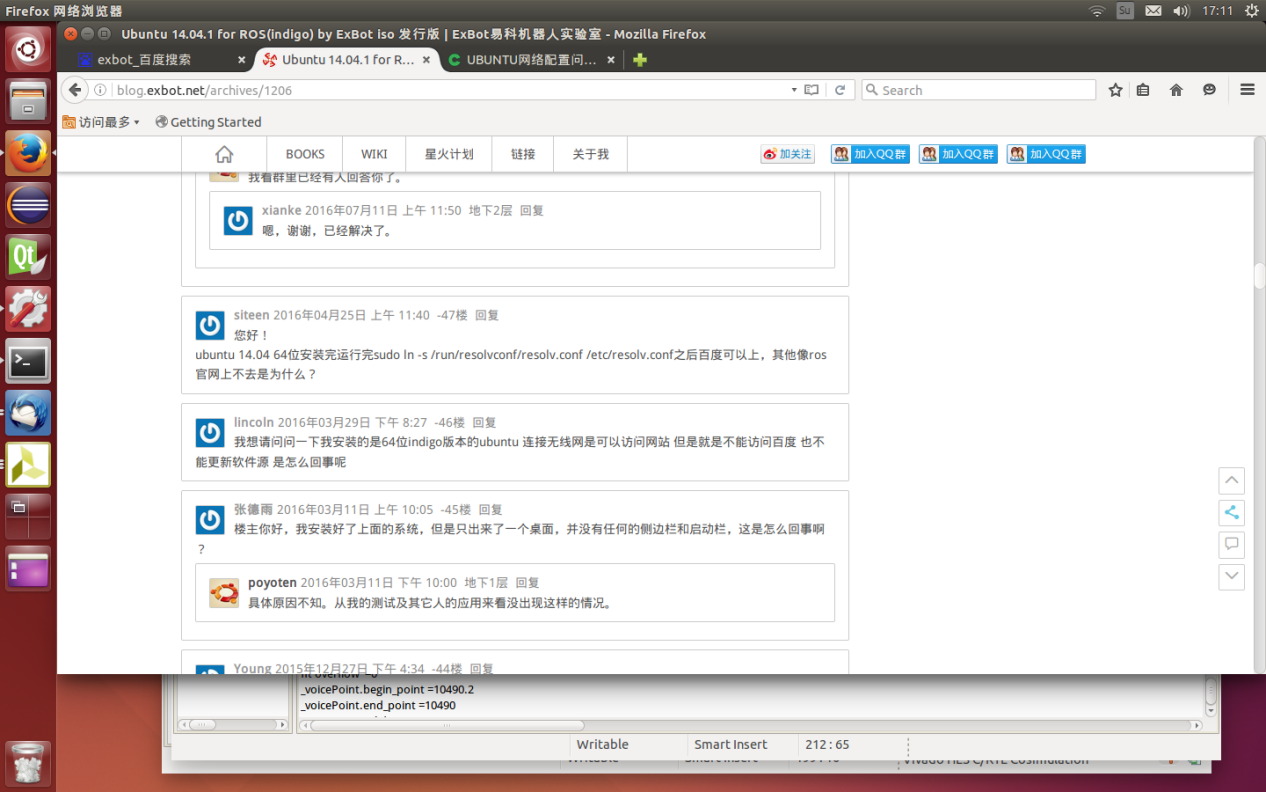 Firefox 网络浏览器
Su
17:11
Ubuntu 14.04.1 for ROS(indigo) by ExBot iso 发行版 | ExBot易科机器人实验室 - Mozilla Firefox
exbot_百度搜索
Ubuntu 14.04.1 for R...
UBUNTU网络配置问...
blog.exbot.net/archives/1206
Search
访问最多
Getting Started
BOOKS
WIKI
星火计划
链接
关于我
加关注
加入QQ群
加入QQ群
加入QQ群
我看群里已经有人回答你了。
xianke 2016年07月11日 上午 11:50 地下2层 回复
嗯，谢谢，已经解决了。
siteen 2016年04月25日 上午 11:40 -47楼 回复
您好！
ubuntu 14.04 64位安装完运行完sudo ln -s /run/resolvconf/resolv.conf /etc/resolv.conf之后百度可以上，其他像ros
官网上不去是为什么？
lincoln 2016年03月29日 下午 8:27 -46楼 回复
我想请问问一下我安装的是64位indigo版本的ubuntu 连接无线网是可以访问网站 但是就是不能访问百度 也不
能更新软件源 是怎么回事呢
张德雨 2016年03月11日 上午 10:05 -45楼 回复
楼主你好，我安装好了上面的系统，但是只出来了一个桌面，并没有任何的侧边栏和启动栏，这是怎么回事啊
？
poyoten 2016年03月11日 下午 10:00 地下1层 回复
具体原因不知。从我的测试及其它人的应用来看没出现这样的情况。
Young 2015年12月27日 下午 4:34 -44楼 回复
_voicePoint.begin_point =10490.2
_voicePoint.end_point =10490
Writable
Smart Insert
212 : 65
Vivado HLS C/RTL Cosimulation